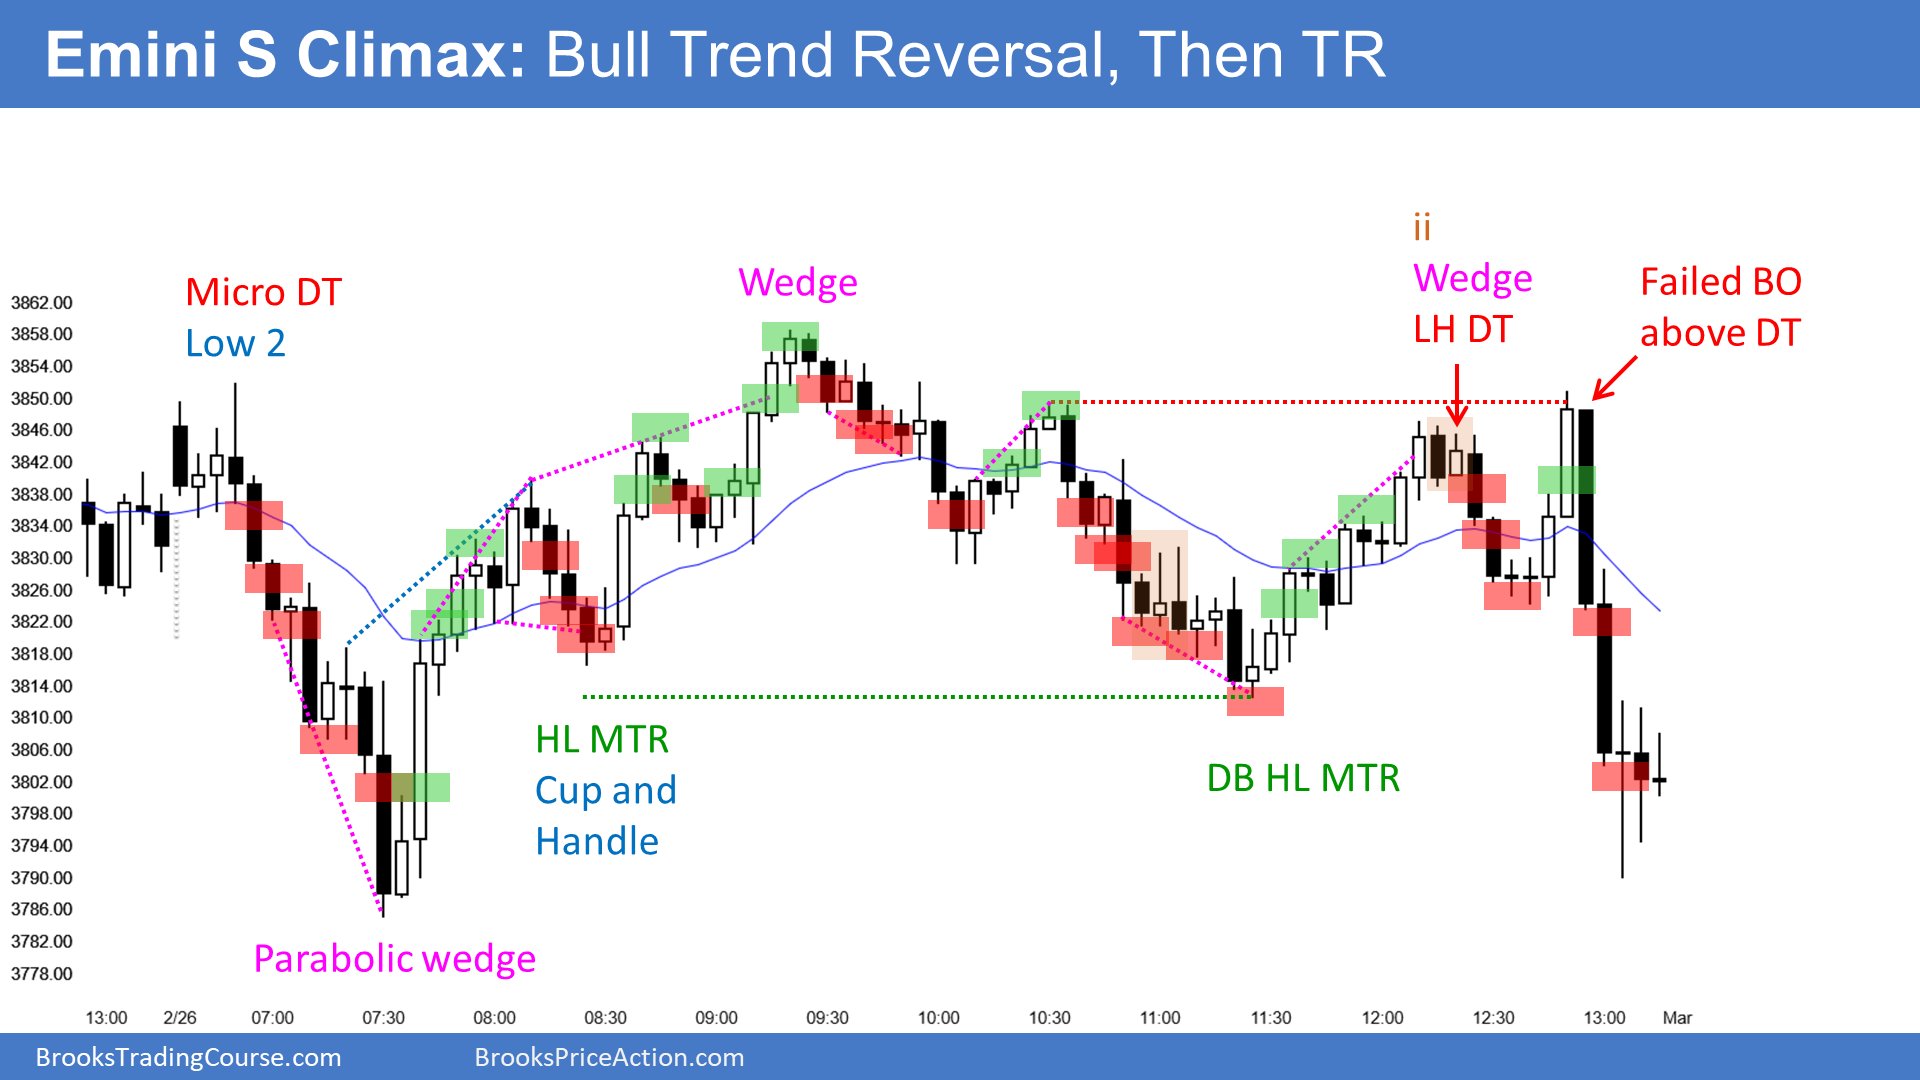 Emini S Climax: Bull Trend Reversal, Then TR
ii
Micro DT
Low 2
Wedge
Wedge
LH DT
Failed BO
above DT
3862.00
3858.00
3854.00
3850.00
3846.00
3842.00
3838.00
3834.00
3830.00
3826.00
3822.00
3818.00
3814.00
3810.00
3806.00
3802.00
3798.00
3794.00
3790.00
3786.00
3782.00
3778.00
HL MTR
Cup and
Handle
DB HL MTR
Parabolic wedge
13:00 2/26 07:00 07:30 08:00 08:30 09:00 09:30 10:00 10:30 11:00 11:30 12:00 12:30 13:00 Mar
BrooksTradingCourse.com BrooksPriceAction.com